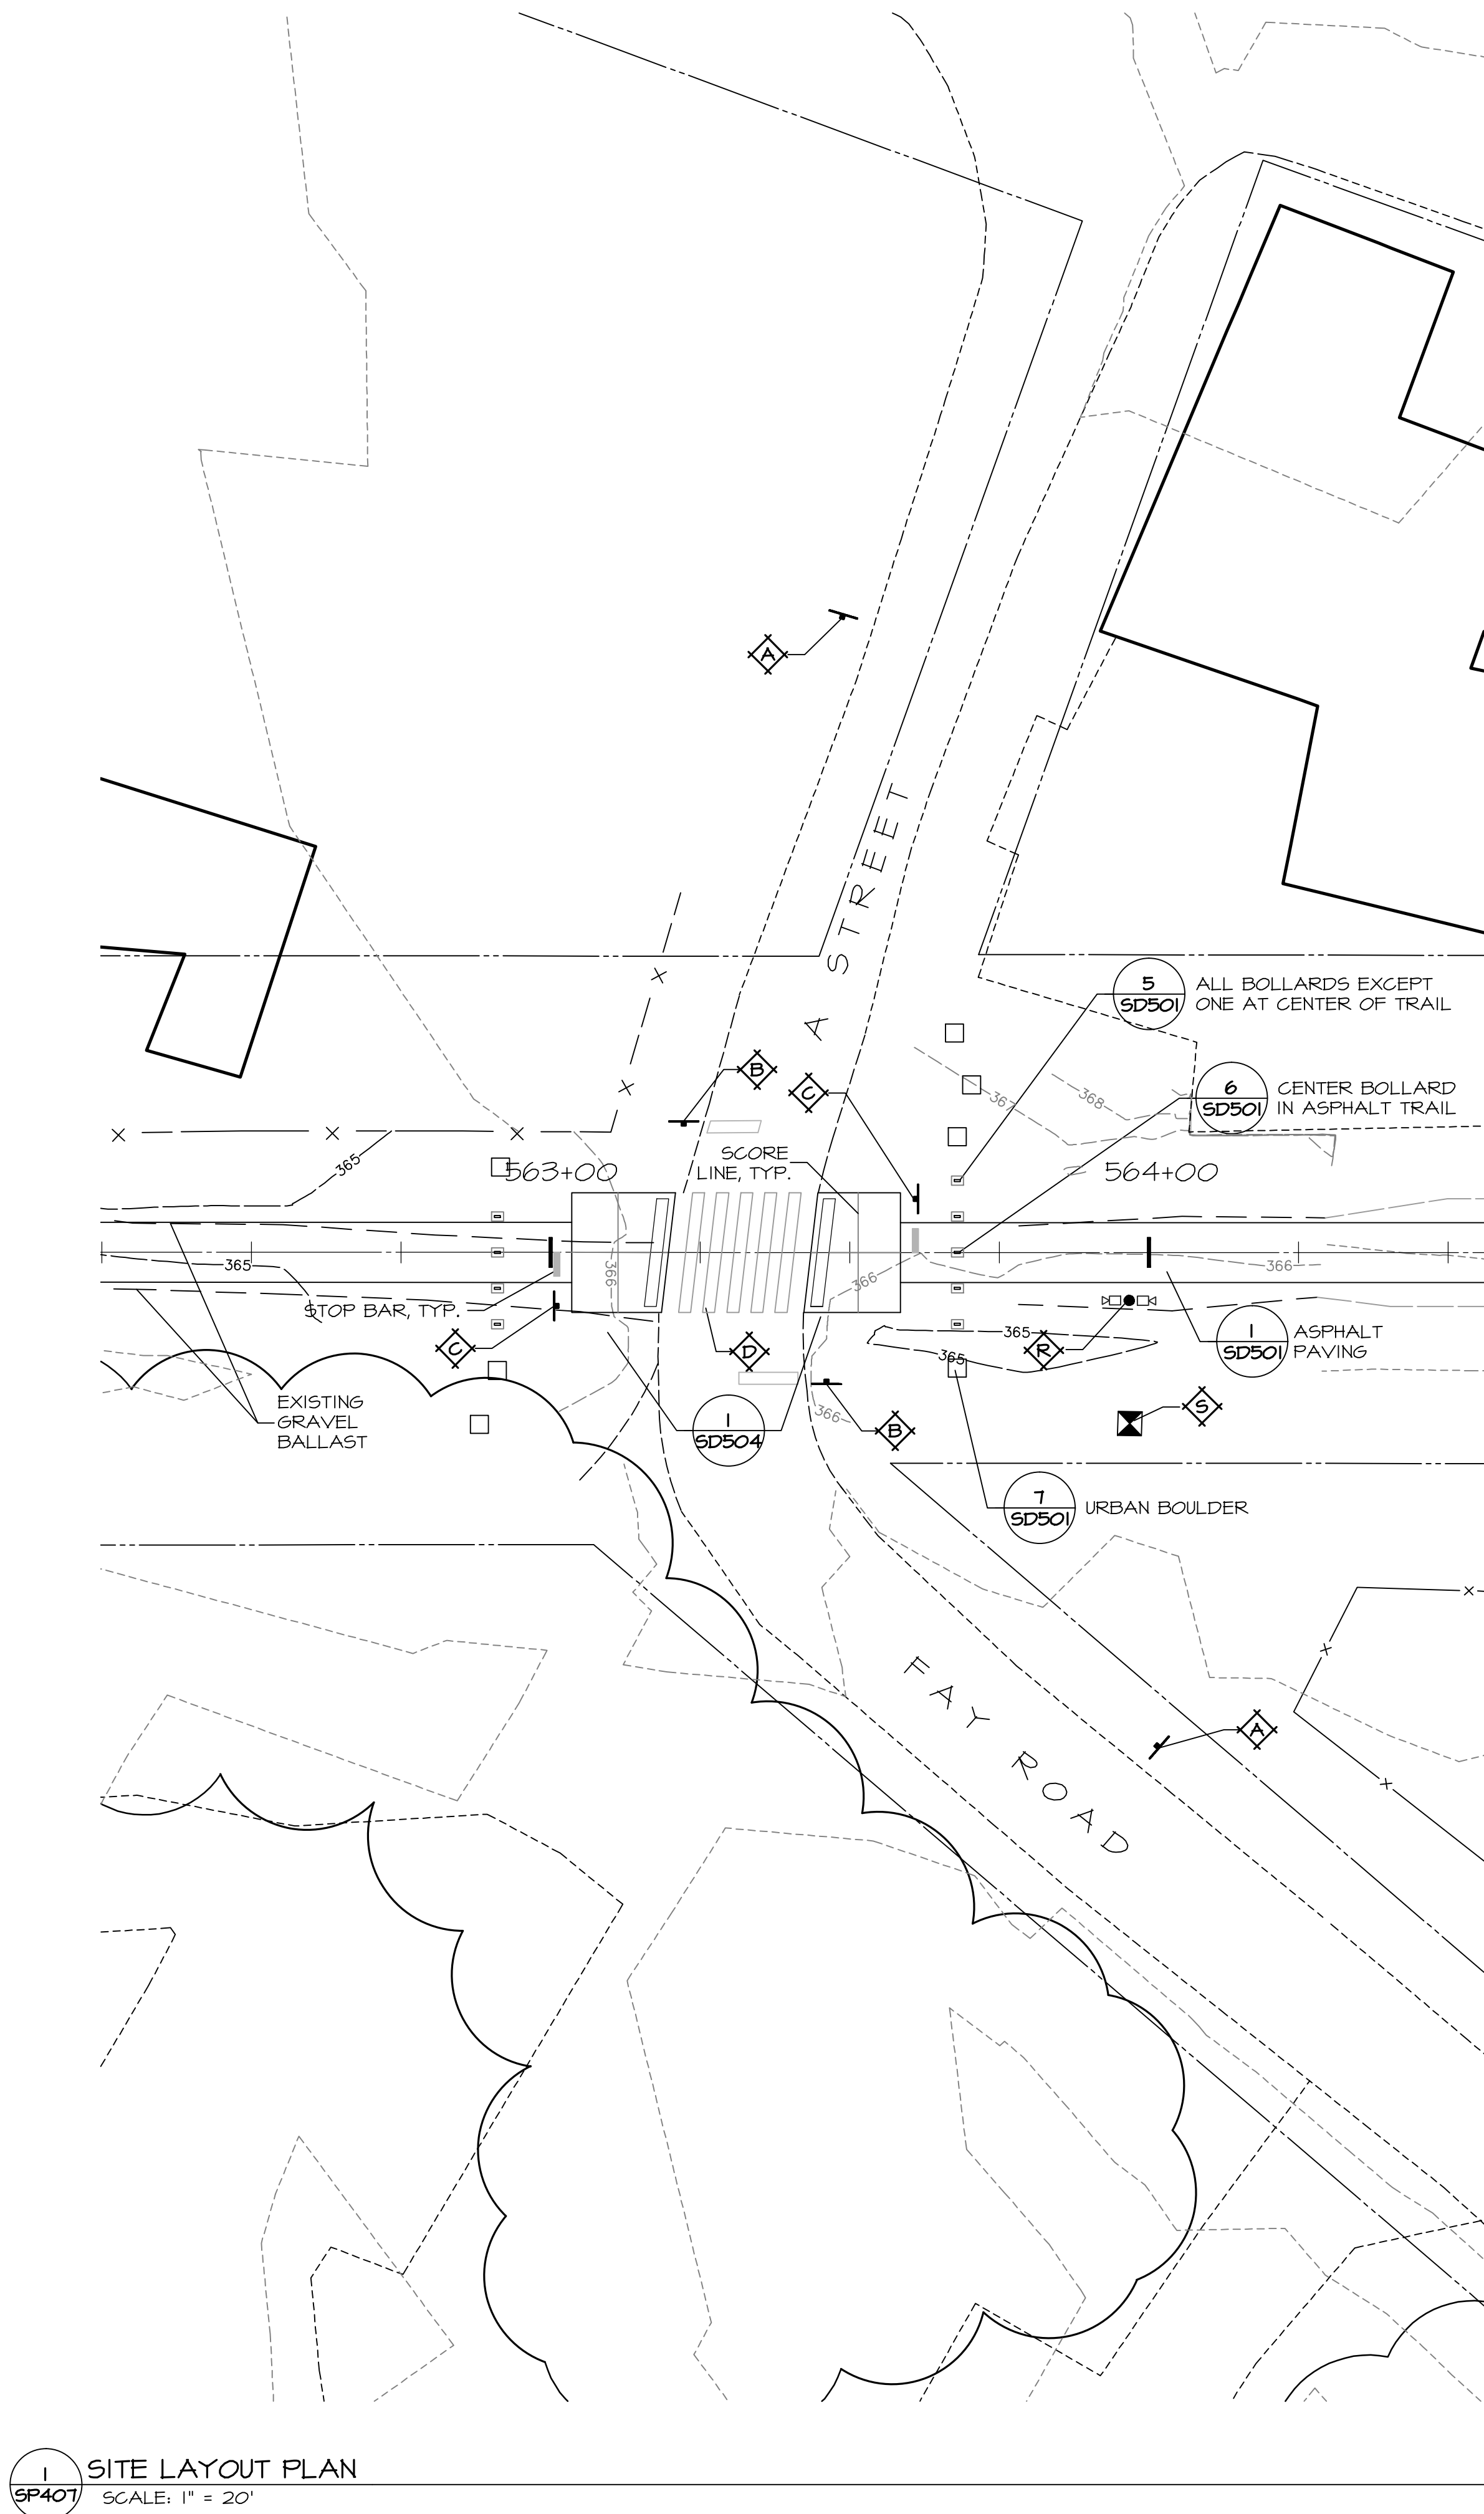 A
A STREET
5
SD501
ALL BOLLARDS EXCEPT
ONE AT CENTER OF TRAIL
B
C
6
SD501
CENTER BOLLARD
IN ASPHALT TRAIL
367
368
365
563+00
SCORE
LINE, TYP.
564+00
365
366
366
366
STOP BAR, TYP.
C
D
365
365
R
1
SD501
ASPHALT
PAVING
EXISTING
GRAVEL
BALLAST
1
SD504
366
B
S
7
SD501
URBAN BOULDER
FAY ROAD
A
1
SP407
SITE LAYOUT PLAN
SCALE: 1" = 20'